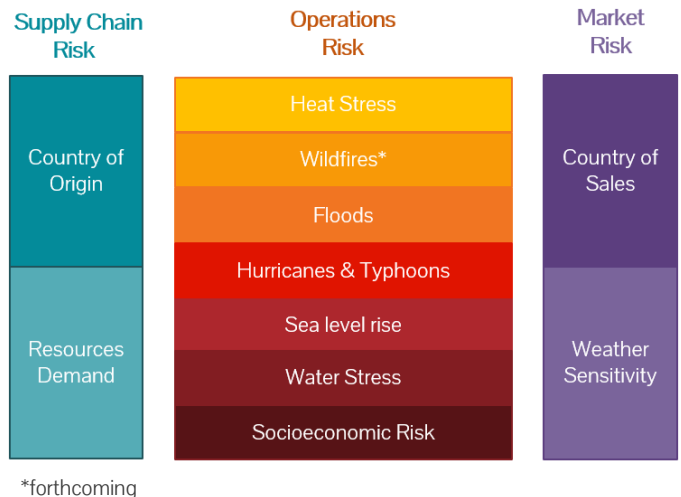 Supply Chain
Risk
Country of
Origin
Resources
Demand
Operations
Risk
Heat Stress
Wildfires*
Floods
Hurricanes & Typhoons
Sea level rise
Water Stress
Socioeconomic Risk
Market
Risk
Country of
Sales
Weather
Sensitivity
*forthcoming